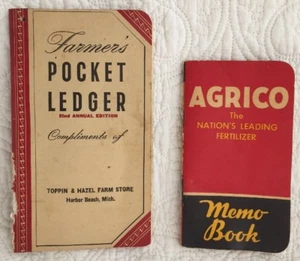 Farmer's
POCKET
LEDGER
82nd ANNUAL EDITION
Compliments of
TOPPIN & HAZEL FARM STORE
Harbor Beach, Mich.
AGRICO
The
NATION'S LEADING
FERTILIZER
Memo
Book